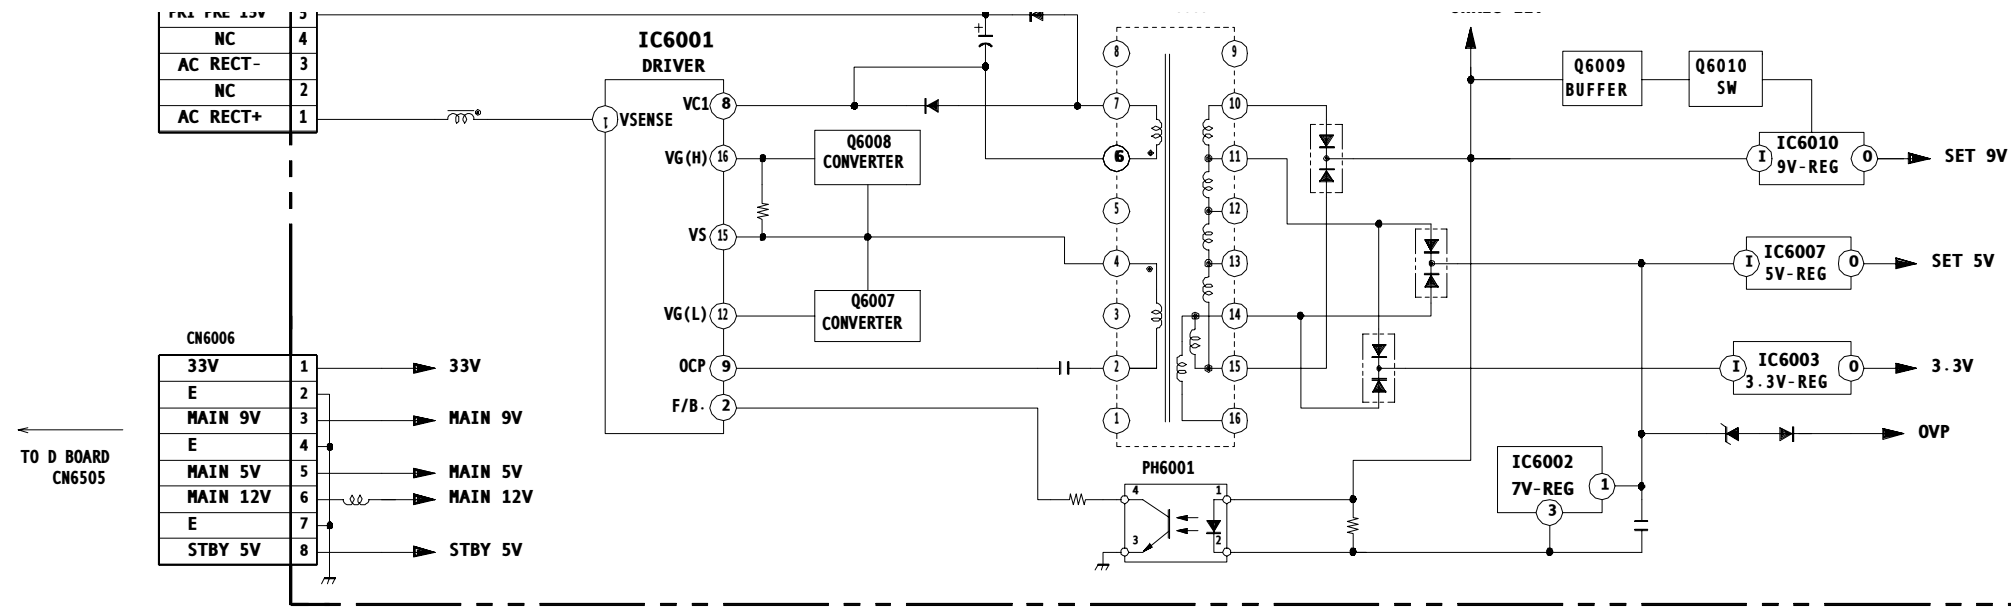 PRI PRE 15V 5
NC 4
AC RECT- 3
NC 2
AC RECT+ 1
IC6001
DRIVER
1 VSENSE
VC1 8
VG(H) 16
VS 15
VG(L) 12
OCP 9
F/B. 2
Q6008
CONVERTER
Q6007
CONVERTER
+
8
7
6
5
4
3
2
1
9
10
11
12
13
14
15
16
Q6009
BUFFER
Q6010
SW
I IC6010 O
9V-REG
SET 9V
I IC6007 O
5V-REG
SET 5V
I IC6003 O
3.3V-REG
3.3V
OVP
IC6002
7V-REG 1
3
PH6001
4 1
3 2
CN6006
33V 1 33V
E 2
MAIN 9V 3 MAIN 9V
E 4
MAIN 5V 5 MAIN 5V
MAIN 12V 6 MAIN 12V
E 7
STBY 5V 8 STBY 5V
TO D BOARD
CN6505